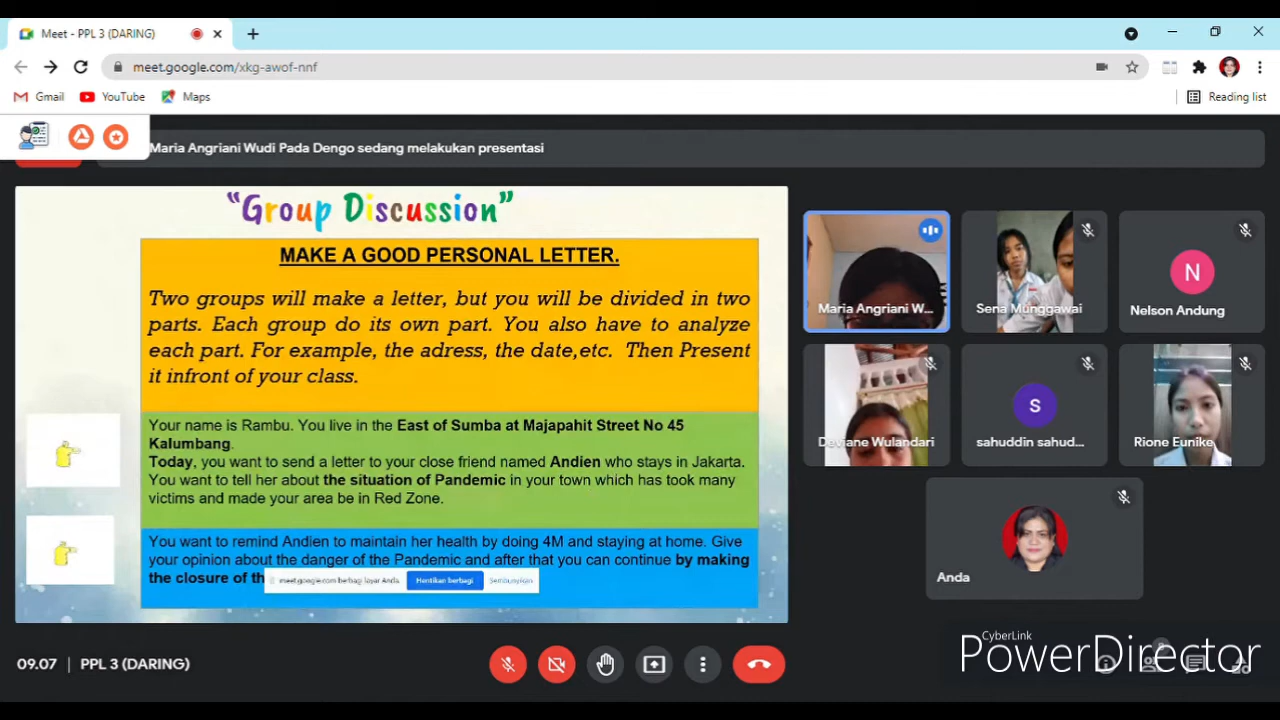 Meet - PPL 3 (DARING)
meet.google.com/xkg-awof-nnf
Gmail
YouTube
Maps
Reading list
Maria Angriani Wudi Pada Dengo sedang melakukan presentasi
"Group Discussion"
MAKE A GOOD PERSONAL LETTER.
Two groups will make a letter, but you will be divided in two
parts. Each group do its own part. You also have to analyze
each part. For example, the adress, the date,etc. Then Present
it infront of your class.
Your name is Rambu. You live in the East of Sumba at Majapahit Street No 45
Kalumbang.
Today, you want to send a letter to your close friend named Andien who stays in Jakarta.
You want to tell her about the situation of Pandemic in your town which has took many
victims and made your area be in Red Zone.
You want to remind Andien to maintain her health by doing 4M and staying at home. Give
your opinion about the danger of the Pandemic and after that you can continue by making
the closure of th
meet.google.com berbagi layar Anda.
Hentikan berbagi
Sembunyikan
Maria Angriani W...
Sena Munggawai
N
Nelson Andung
Deviane Wulandari
S
sahuddin sahud...
Rione Eunike
Anda
09.07 | PPL 3 (DARING)
CyberLink
PowerDirector